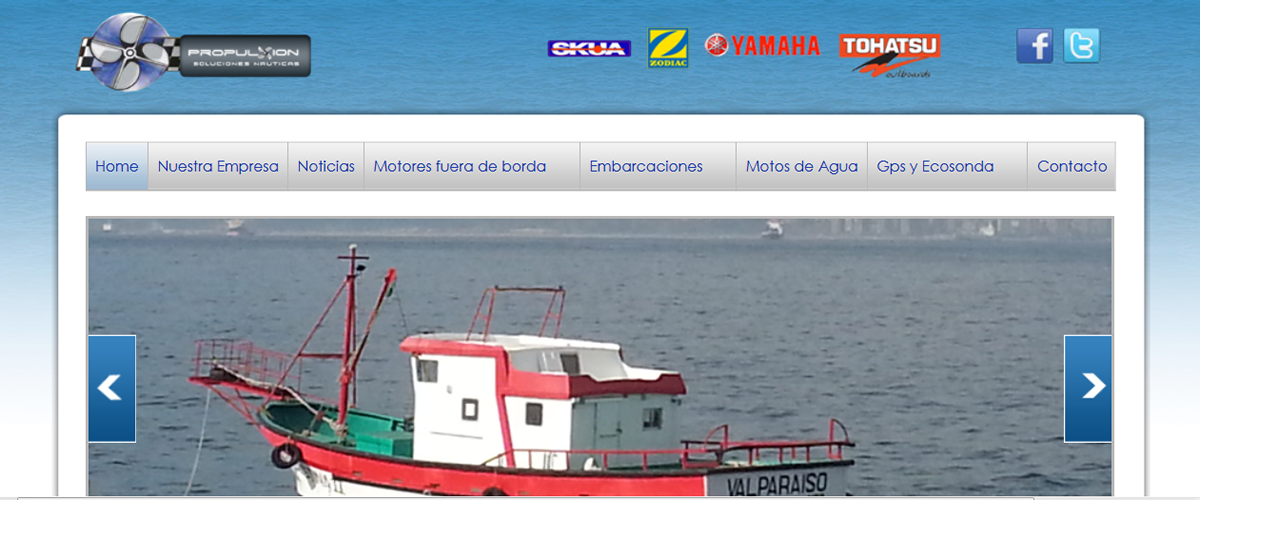 PROPULXION
SOLUCIONES NAUTICAS
SKUA
ZODIAC
YAMAHA
TOHATSU
outboards
f
t
Home
Nuestra Empresa
Noticias
Motores fuera de borda
Embarcaciones
Motos de Agua
Gps y Ecosonda
Contacto
VALPARAISO